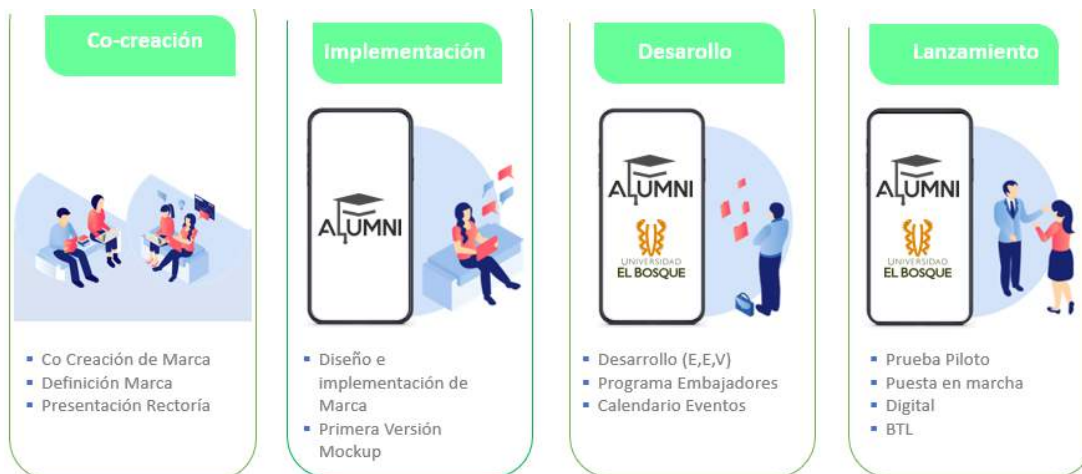 Co-creación
Implementación
Desarollo
Lanzamiento
ALUMNI
ALUMNI
UNIVERSIDAD
EL BOSQUE
ALUMNI
UNIVERSIDAD
EL BOSQUE
Co Creación de Marca
Definición Marca
Presentación Rectoría
Diseño e
implementación de
Marca
Primera Versión
Mockup
Desarrollo (E,E,V)
Programa Embajadores
Calendario Eventos
Prueba Piloto
Puesta en marcha
Digital
BTL